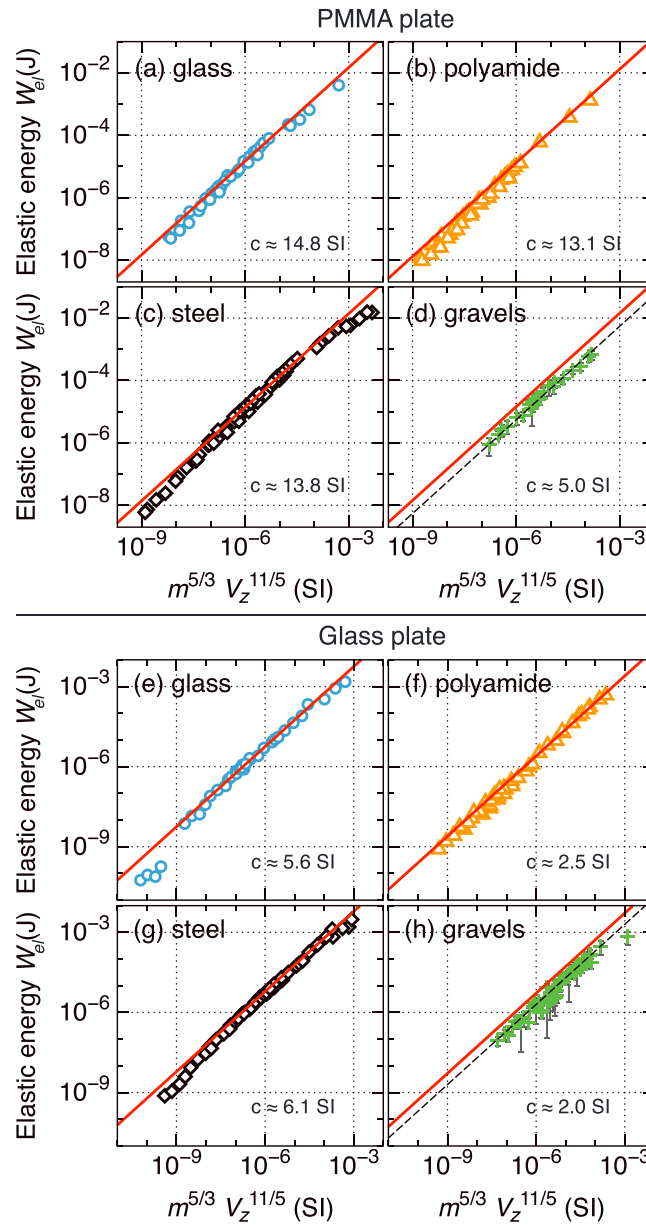 PMMA plate
(a) glass
(b) polyamide
Elastic energy W_el(J)
10^−2
10^−4
10^−6
10^−8
c ≈ 14.8 SI
c ≈ 13.1 SI
(c) steel
(d) gravels
Elastic energy W_el(J)
10^−2
10^−4
10^−6
10^−8
c ≈ 13.8 SI
c ≈ 5.0 SI
10^−9 10^−6 10^−3
10^−9 10^−6 10^−3
m^5/3 V_z^11/5 (SI)
m^5/3 V_z^11/5 (SI)
Glass plate
(e) glass
(f) polyamide
Elastic energy W_el(J)
10^−3
10^−6
10^−9
c ≈ 5.6 SI
c ≈ 2.5 SI
(g) steel
(h) gravels
Elastic energy W_el(J)
10^−3
10^−6
10^−9
c ≈ 6.1 SI
c ≈ 2.0 SI
10^−9 10^−6 10^−3
10^−9 10^−6 10^−3
m^5/3 V_z^11/5 (SI)
m^5/3 V_z^11/5 (SI)